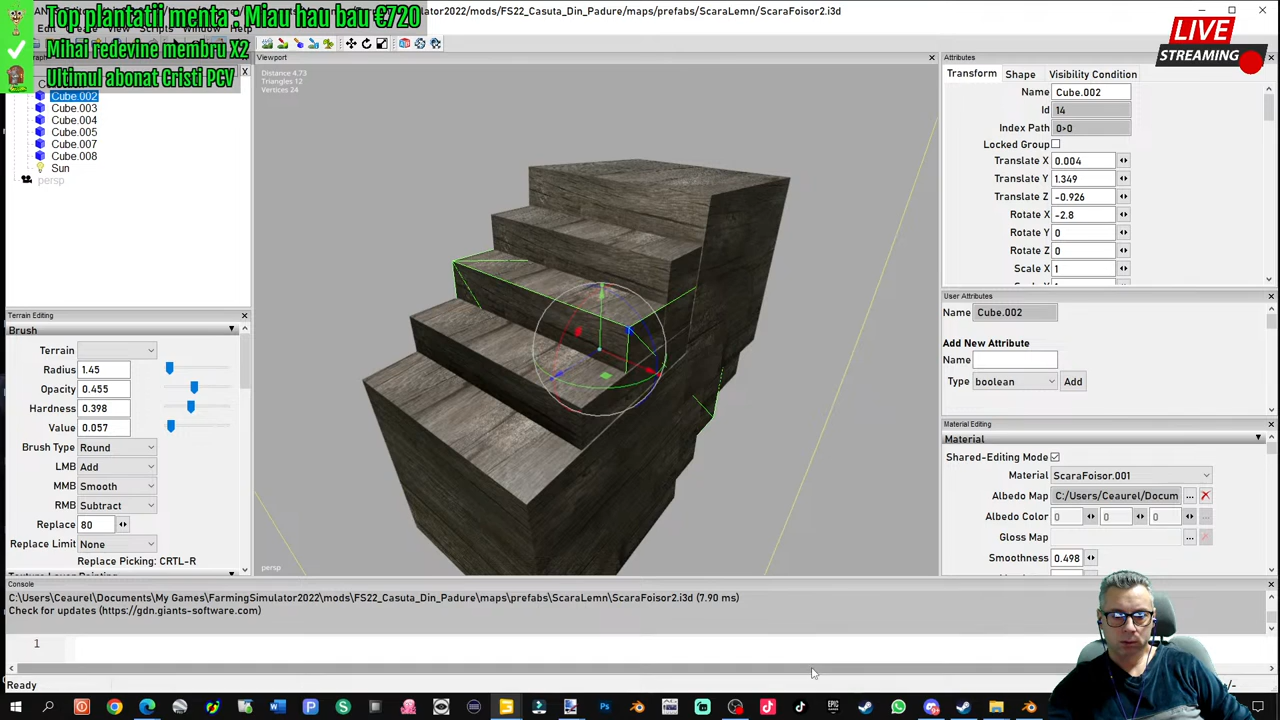 Top plantatii menta : Miau hau bau €720
Mihai redevine membru X2
Ultimul abonat Cristi PCV
LIVE
STREAMING
Simulator2022/mods/FS22_Casuta_Din_Padure/maps/prefabs/ScaraLemn/ScaraFoisor2.i3d
Scripts Window Help
Viewport
Distance 4.73
Triangles 12
Vertices 24
persp
Cube.002
Cube.003
Cube.004
Cube.005
Cube.007
Cube.008
Sun
persp
Terrain Editing
Brush
Terrain
Radius 1.45
Opacity 0.455
Hardness 0.398
Value 0.057
Brush Type Round
LMB Add
MMB Smooth
RMB Subtract
Replace 80
Replace Limit None
Replace Picking: CRTL-R
Attributes
Transform Shape Visibility Condition
Name Cube.002
Id 14
Index Path 0>0
Locked Group
Translate X 0.004
Translate Y 1.349
Translate Z -0.926
Rotate X -2.8
Rotate Y 0
Rotate Z 0
Scale X 1
User Attributes
Name Cube.002
Add New Attribute
Name
Type boolean Add
Material Editing
Material
Shared-Editing Mode
Material ScaraFoisor.001
Albedo Map C:/Users/Ceaurel/Docum ...
Albedo Color 0 0 0
Gloss Map ...
Smoothness 0.498
Console
C:\Users\Ceaurel\Documents\My Games\FarmingSimulator2022\mods\FS22_Casuta_Din_Padure\maps\prefabs\ScaraLemn\ScaraFoisor2.i3d (7.90 ms)
Check for updates (https://gdn.giants-software.com)
1
Ready